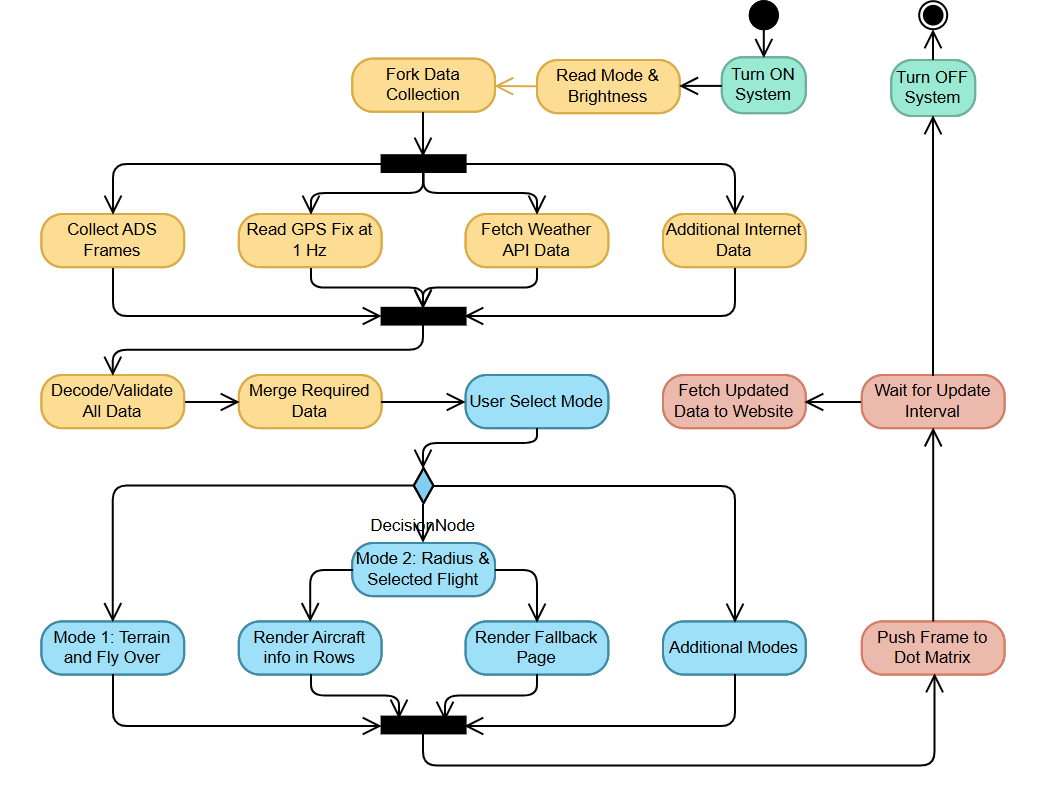 Fork Data
Collection
Read Mode &
Brightness
Turn ON
System
Turn OFF
System
Collect ADS
Frames
Read GPS Fix at
1 Hz
Fetch Weather
API Data
Additional Internet
Data
Decode/Validate
All Data
Merge Required
Data
User Select Mode
Fetch Updated
Data to Website
Wait for Update
Interval
DecisionNode
Mode 2: Radius &
Selected Flight
Mode 1: Terrain
and Fly Over
Render Aircraft
info in Rows
Render Fallback
Page
Additional Modes
Push Frame to
Dot Matrix